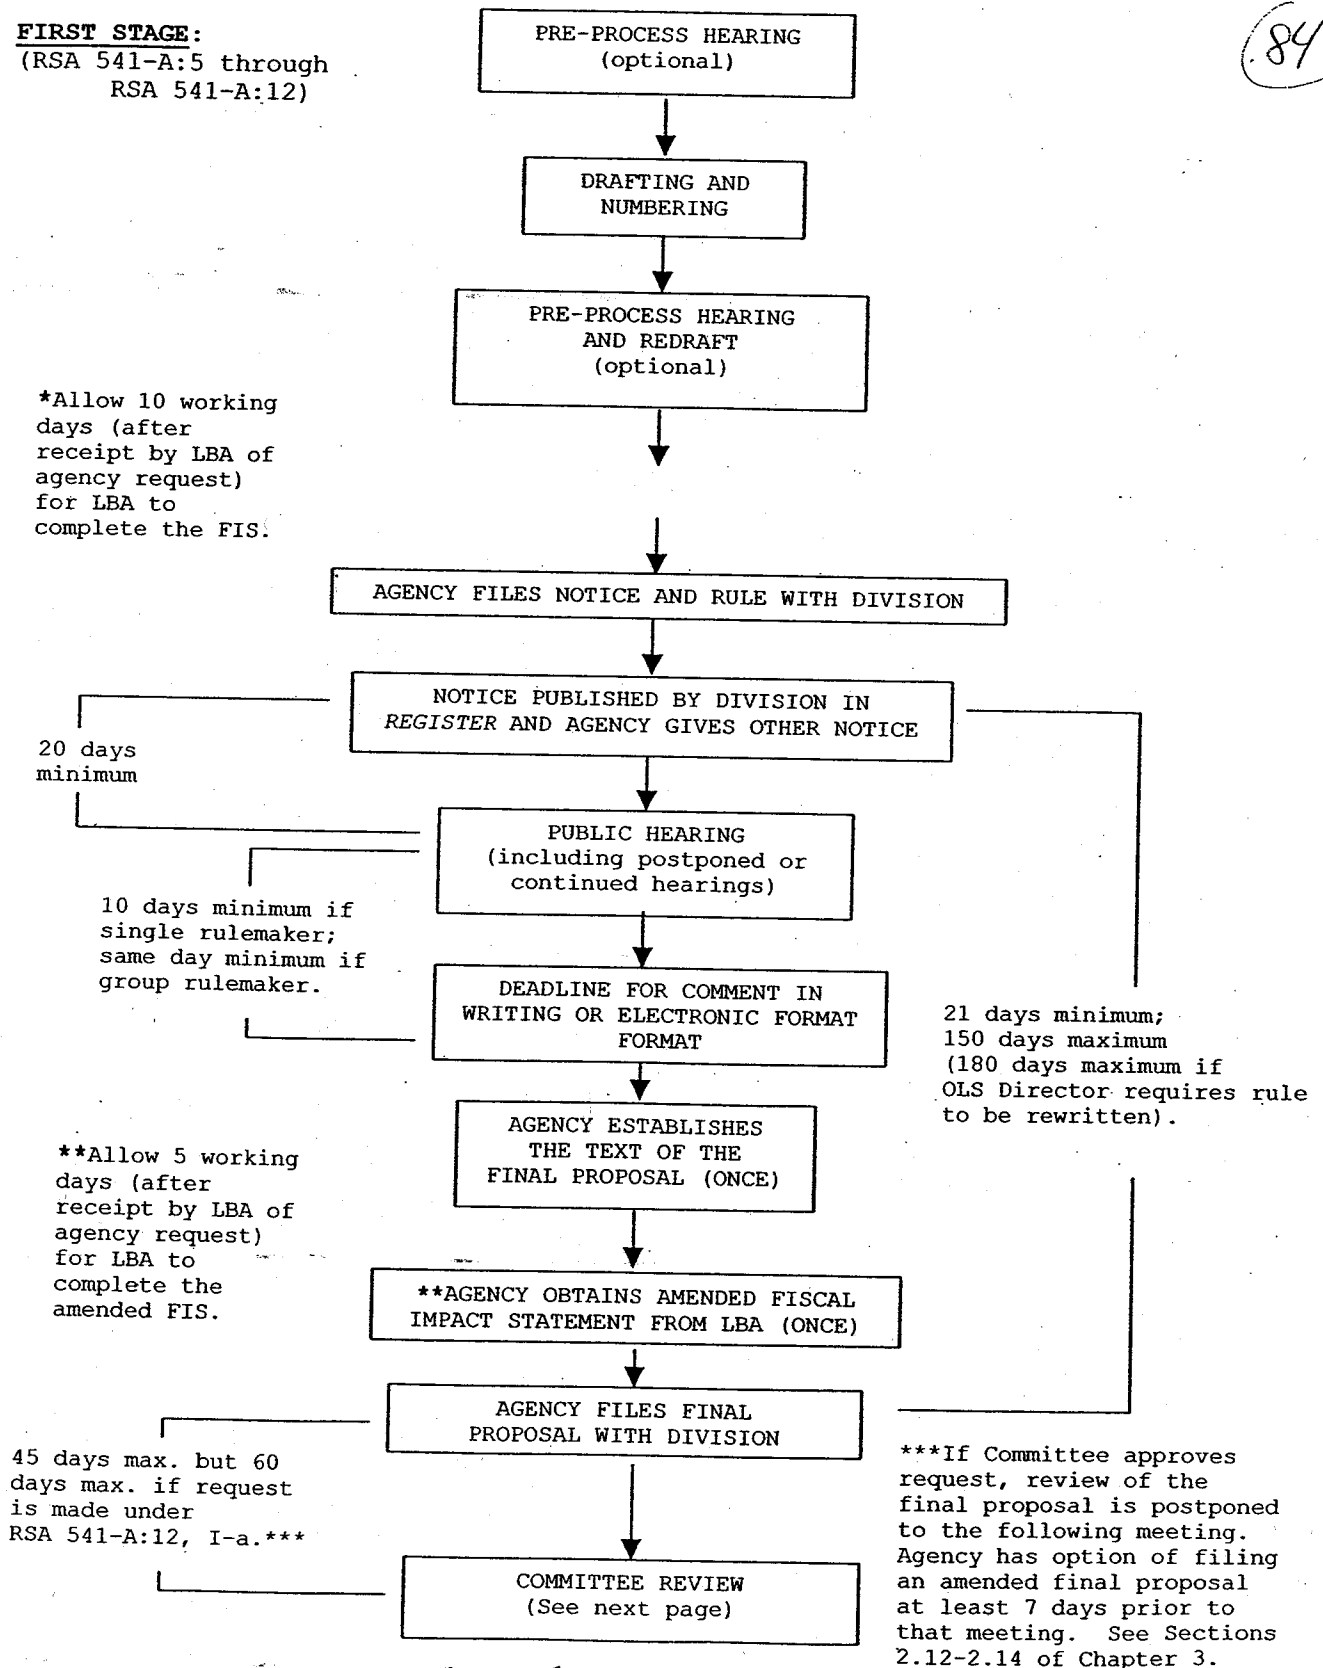 FIRST STAGE:
(RSA 541-A:5 through
RSA 541-A:12)
84
PRE-PROCESS HEARING
(optional)
DRAFTING AND
NUMBERING
PRE-PROCESS HEARING
AND REDRAFT
(optional)
*Allow 10 working
days (after
receipt by LBA of
agency request)
for LBA to
complete the FIS.
AGENCY FILES NOTICE AND RULE WITH DIVISION
NOTICE PUBLISHED BY DIVISION IN
REGISTER AND AGENCY GIVES OTHER NOTICE
20 days
minimum
PUBLIC HEARING
(including postponed or
continued hearings)
10 days minimum if
single rulemaker;
same day minimum if
group rulemaker.
DEADLINE FOR COMMENT IN
WRITING OR ELECTRONIC FORMAT
FORMAT
21 days minimum;
150 days maximum
(180 days maximum if
OLS Director requires rule
to be rewritten).
AGENCY ESTABLISHES
THE TEXT OF THE
FINAL PROPOSAL (ONCE)
**Allow 5 working
days (after
receipt by LBA of
agency request)
for LBA to
complete the
amended FIS.
**AGENCY OBTAINS AMENDED FISCAL
IMPACT STATEMENT FROM LBA (ONCE)
AGENCY FILES FINAL
PROPOSAL WITH DIVISION
45 days max. but 60
days max. if request
is made under
RSA 541-A:12, I-a.***
***If Committee approves
request, review of the
final proposal is postponed
to the following meeting.
Agency has option of filing
an amended final proposal
at least 7 days prior to
that meeting. See Sections
2.12-2.14 of Chapter 3.
COMMITTEE REVIEW
(See next page)